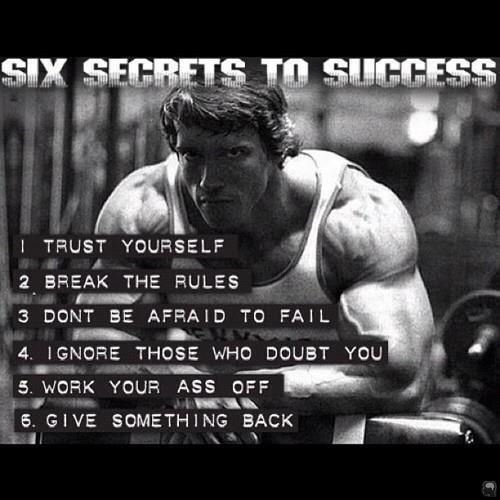 SIX SECRETS TO SUCCESS
1 TRUST YOURSELF
2. BREAK THE RULES
3 DONT BE AFRAID TO FAIL
4. IGNORE THOSE WHO DOUBT YOU
5. WORK YOUR ASS OFF
6. GIVE SOMETHING BACK